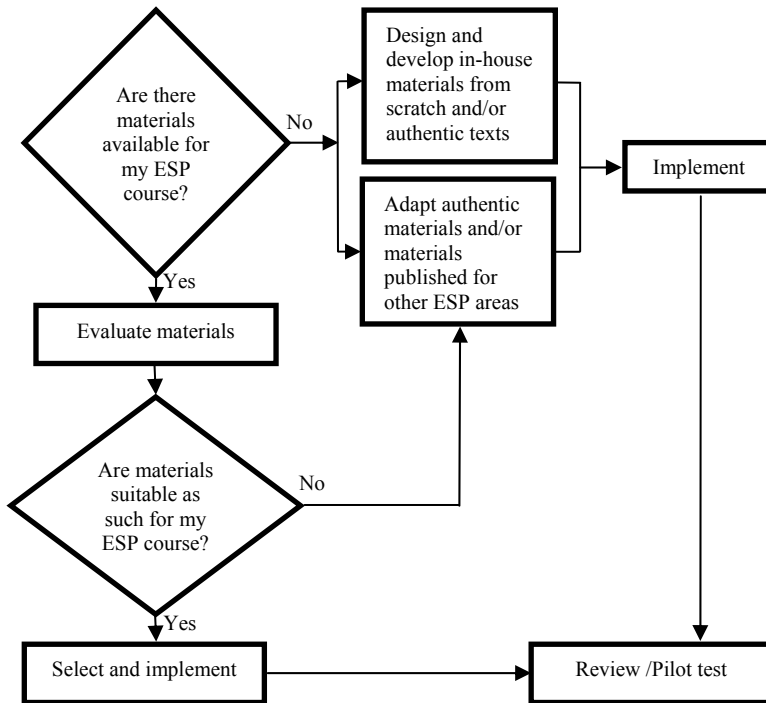 Are there
materials
available for
my ESP
course?
No
Design and
develop in-house
materials from
scratch and/or
authentic texts
Adapt authentic
materials and/or
materials
published for
other ESP areas
Implement
Yes
Evaluate materials
Are materials
suitable as
such for my
ESP course?
No
Yes
Select and implement
Review /Pilot test